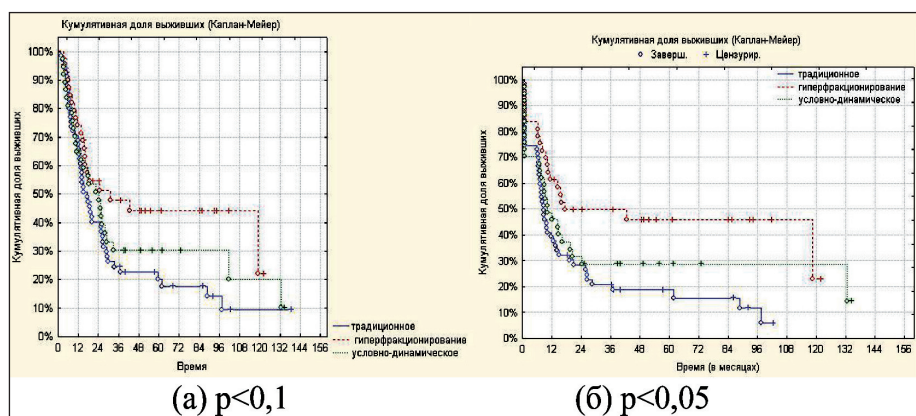 Кумулятивная доля выживших (Каплан-Мейер)
100%
90%
80%
70%
60%
50%
40%
30%
20%
10%
0%
Кумулятивная доля выживших
0 12 24 36 48 60 72 84 96 108 120 132 144 156
Время
традиционное
гиперфракционирование
условно-динамическое
(а) p<0,1
Кумулятивная доля выживших (Каплан-Мейер)
Заверш. Цензурир.
традиционное
гиперфракционирование
условно-динамическое
100%
90%
80%
70%
60%
50%
40%
30%
20%
10%
0%
Кумулятивная доля выживших
0 12 24 36 48 60 72 84 96 108 120 132 144 156
Время (в месяцах)
(б) p<0,05